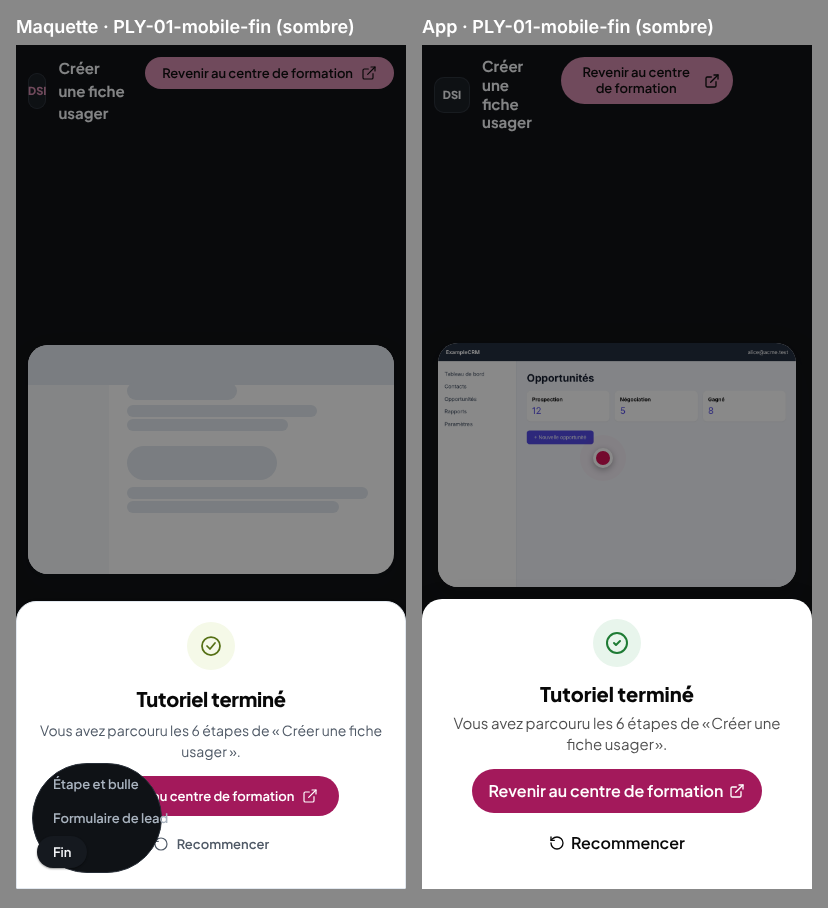 Maquette · PLY-01-mobile-fin (sombre)
DSI
Créer
une fiche
usager
Revenir au centre de formation
Tutoriel terminé
Vous avez parcouru les 6 étapes de « Créer une fiche
usager ».
au centre de formation
Recommencer
Étape et bulle
Formulaire de lead
Fin
App · PLY-01-mobile-fin (sombre)
DSI
Créer
une
fiche
usager
Revenir au centre
de formation
ExampleCRM
alice@acme.test
Tableau de bord
Contacts
Opportunités
Rapports
Paramètres
Opportunités
Prospection
12
Négociation
5
Gagné
8
+ Nouvelle opportunité
Tutoriel terminé
Vous avez parcouru les 6 étapes de « Créer une
fiche usager ».
Revenir au centre de formation
Recommencer